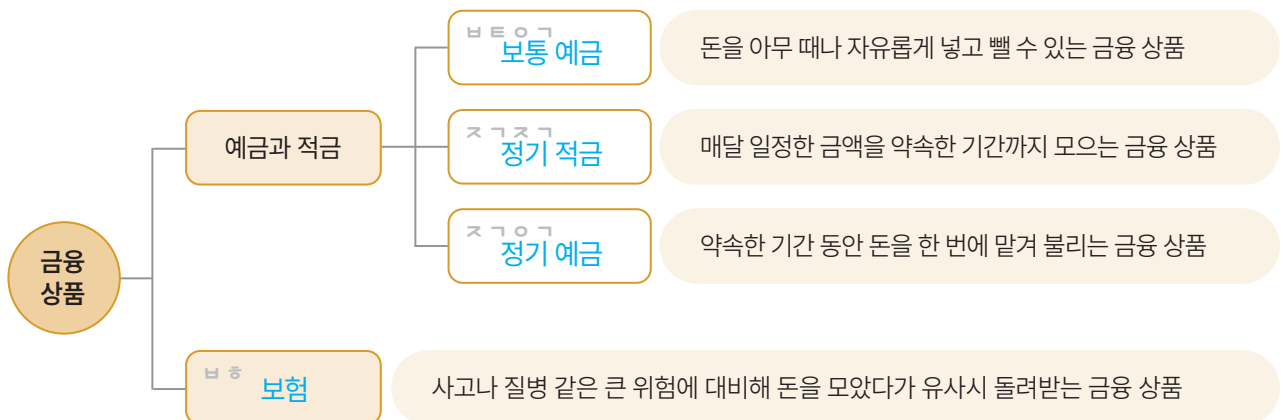 ㅂㅌㅇㄱ
보통 예금
돈을 아무 때나 자유롭게 넣고 뺄 수 있는 금융 상품
예금과 적금
ㅈㄱㅈㄱ
정기 적금
매달 일정한 금액을 약속한 기간까지 모으는 금융 상품
ㅈㄱㅇㄱ
정기 예금
약속한 기간 동안 돈을 한 번에 맡겨 불리는 금융 상품
금융
상품
ㅂㅎ
보험
사고나 질병 같은 큰 위험에 대비해 돈을 모았다가 유사시 돌려받는 금융 상품